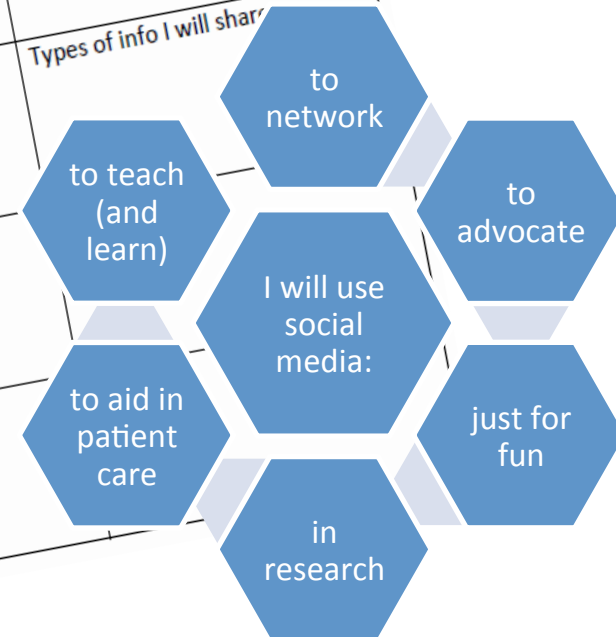 Types of info I will share
to
network
to
advocate
just for
fun
in
research
to aid in
patient
care
to teach
(and
learn)
I will use
social
media: